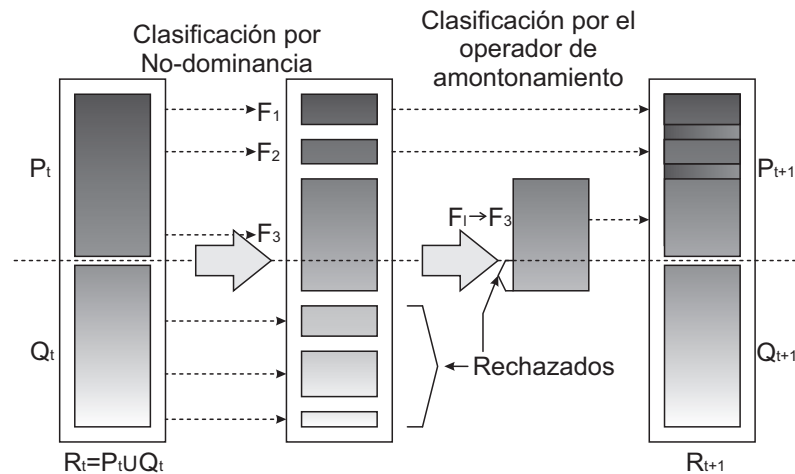 Clasificación por
No-dominancia
Clasificación por el
operador de
amontonamiento
Pt
F1
F2
F3
Fl→F3
Pt+1
Qt
Rechazados
Qt+1
Rt=PtUQt
Rt+1